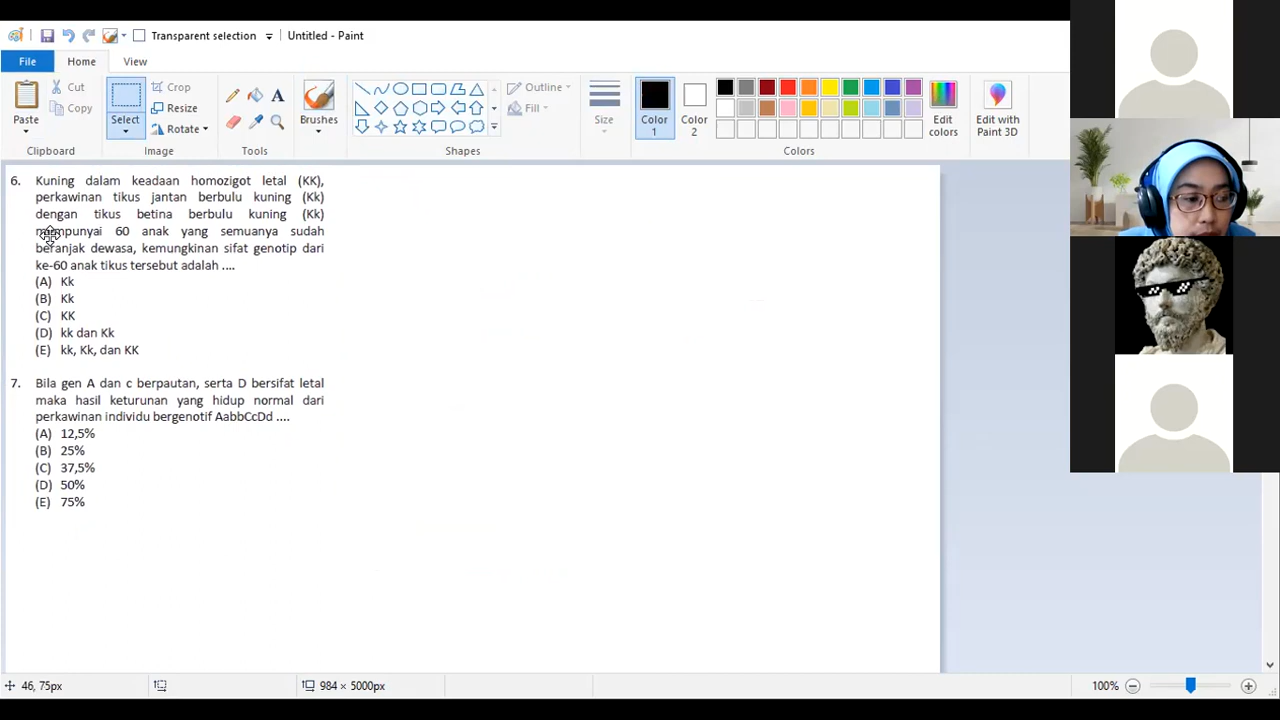 Transparent selection
Untitled - Paint
File
Home
View
Paste
Cut
Copy
Clipboard
Select
Crop
Resize
Rotate
Image
A
Tools
Brushes
Outline
Fill
Shapes
Size
Color
1
Color
2
Edit
colors
Edit with
Paint 3D
Colors
6. Kuning dalam keadaan homozigot letal (KK),
perkawinan tikus jantan berbulu kuning (Kk)
dengan tikus betina berbulu kuning (Kk)
mempunyai 60 anak yang semuanya sudah
beranjak dewasa, kemungkinan sifat genotip dari
ke-60 anak tikus tersebut adalah ....
(A) Kk
(B) Kk
(C) KK
(D) kk dan Kk
(E) kk, Kk, dan KK
7. Bila gen A dan c berpautan, serta D bersifat letal
maka hasil keturunan yang hidup normal dari
perkawinan individu bergenotif AabbCcDd ....
(A) 12,5%
(B) 25%
(C) 37,5%
(D) 50%
(E) 75%
46, 75px
984 × 5000px
100%